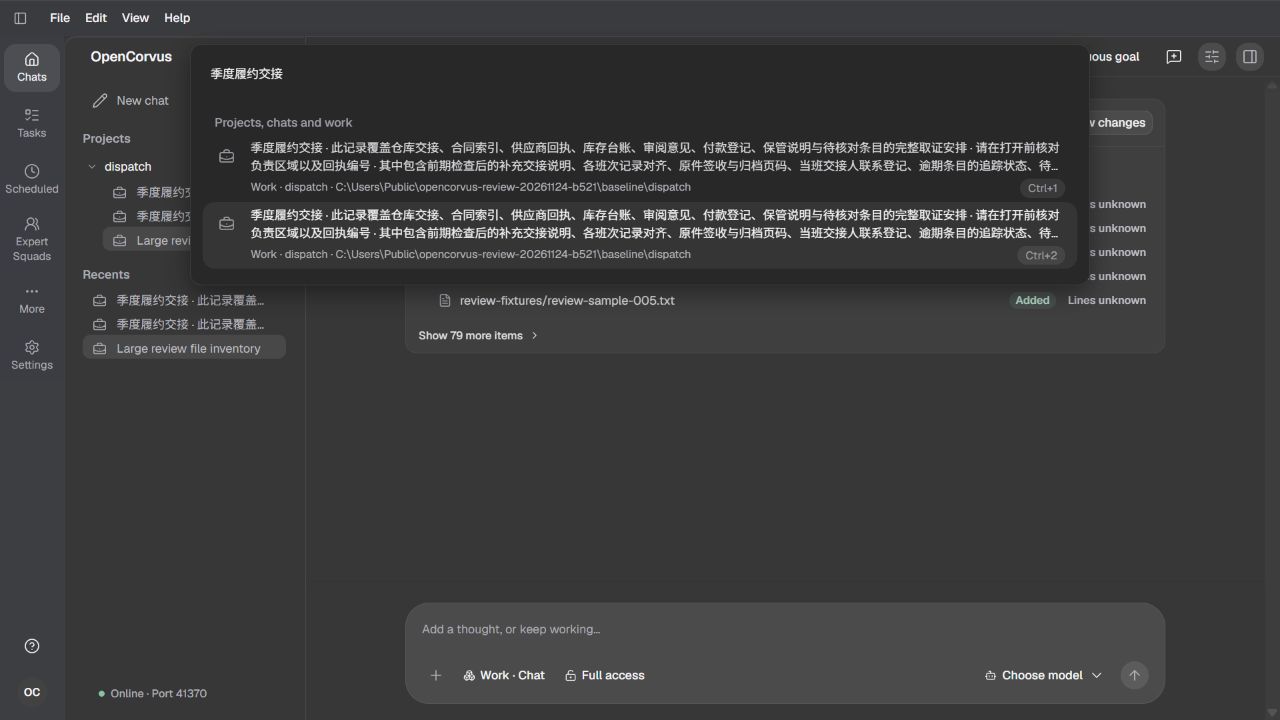 File Edit View Help
OpenCorvus
Chats
Tasks
Scheduled
Expert Squads
More
Settings
OC
New chat
Projects
dispatch
季度履约交
季度履约交
Large revi
Recents
季度履约交接 · 此记录覆盖...
季度履约交接 · 此记录覆盖...
Large review file inventory
Online · Port 41370
季度履约交接
Projects, chats and work
季度履约交接 · 此记录覆盖仓库交接、合同索引、供应商回执、库存台账、审阅意见、付款登记、保管说明与待核对条目的完整取证安排 · 请在打开前核对
负责区域以及回执编号 · 其中包含前期检查后的补充交接说明、各班次记录对齐、原件签收与归档页码、当班交接人联系登记、逾期条目的追踪状态、待...
Work · dispatch · C:\Users\Public\opencorvus-review-20261124-b521\baseline\dispatch
Ctrl+1
季度履约交接 · 此记录覆盖仓库交接、合同索引、供应商回执、库存台账、审阅意见、付款登记、保管说明与待核对条目的完整取证安排 · 请在打开前核对
负责区域以及回执编号 · 其中包含前期检查后的补充交接说明、各班次记录对齐、原件签收与归档页码、当班交接人联系登记、逾期条目的追踪状态、待...
Work · dispatch · C:\Users\Public\opencorvus-review-20261124-b521\baseline\dispatch
Ctrl+2
uous goal
changes
unknown
unknown
unknown
unknown
review-fixtures/review-sample-005.txt Added Lines unknown
Show 79 more items
Add a thought, or keep working...
Work · Chat Full access Choose model